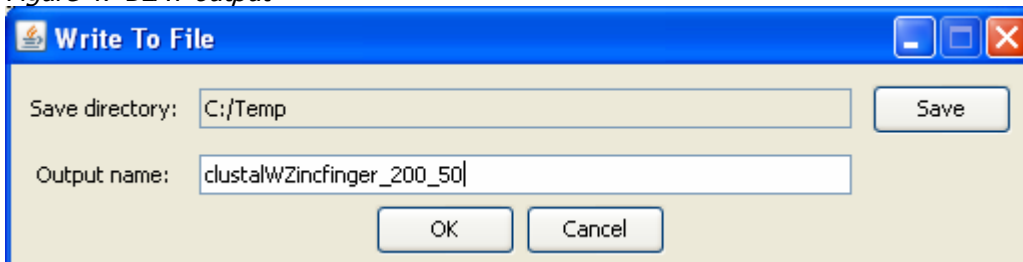 Write To File
Save directory: C:/Temp Save
Output name: clustalWZincfinger_200_50
OK Cancel